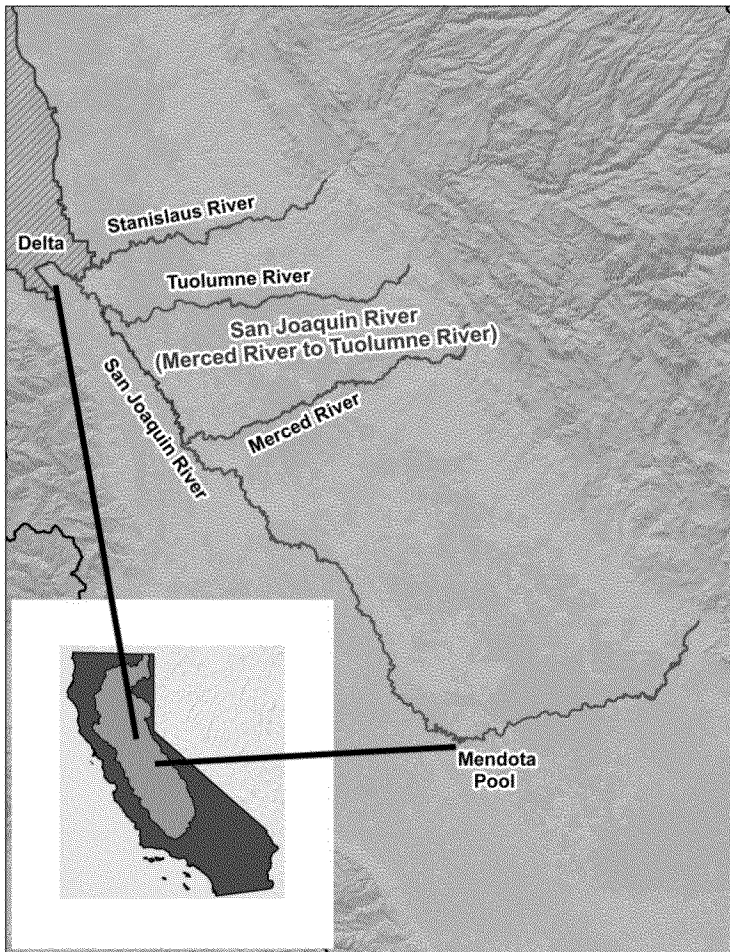 Stanislaus River
Delta
Tuolumne River
San Joaquin River
(Merced River to Tuolumne River)
San Joaquin River
Merced River
Mendota
Pool